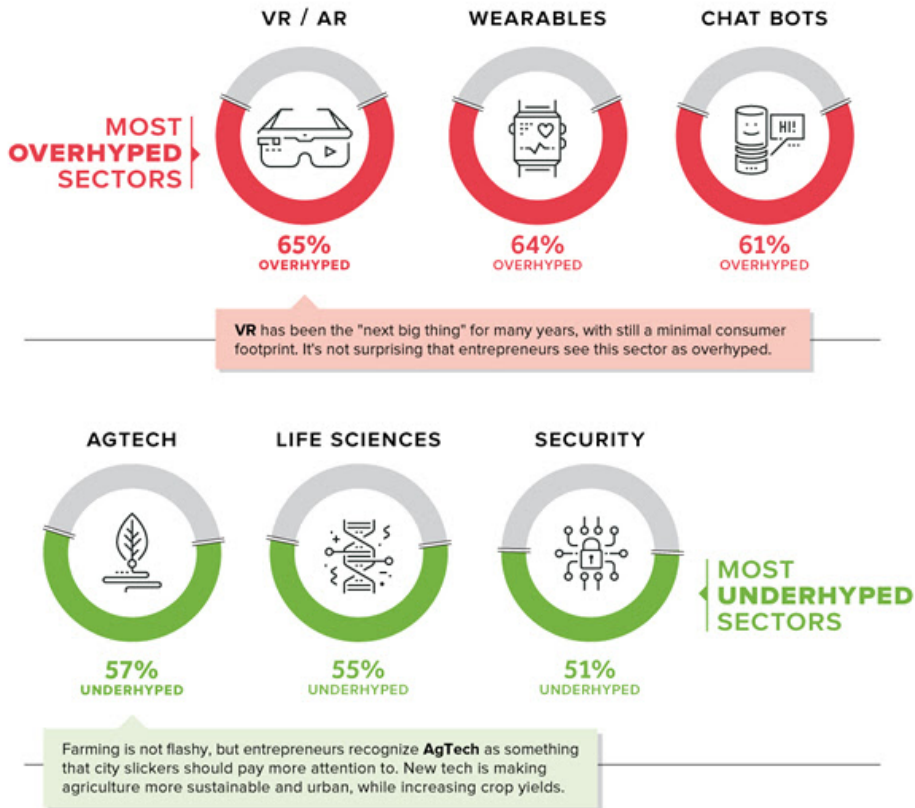 VR / AR
WEARABLES
CHAT BOTS
MOST
OVERHYPED
SECTORS
HI!
65%
OVERHYPED
64%
OVERHYPED
61%
OVERHYPED
VR has been the "next big thing" for many years, with still a minimal consumer
footprint. It's not surprising that entrepreneurs see this sector as overhyped.
AGTECH
LIFE SCIENCES
SECURITY
MOST
UNDERHYPED
SECTORS
57%
UNDERHYPED
55%
UNDERHYPED
51%
UNDERHYPED
Farming is not flashy, but entrepreneurs recognize AgTech as something
that city slickers should pay more attention to. New tech is making
agriculture more sustainable and urban, while increasing crop yields.